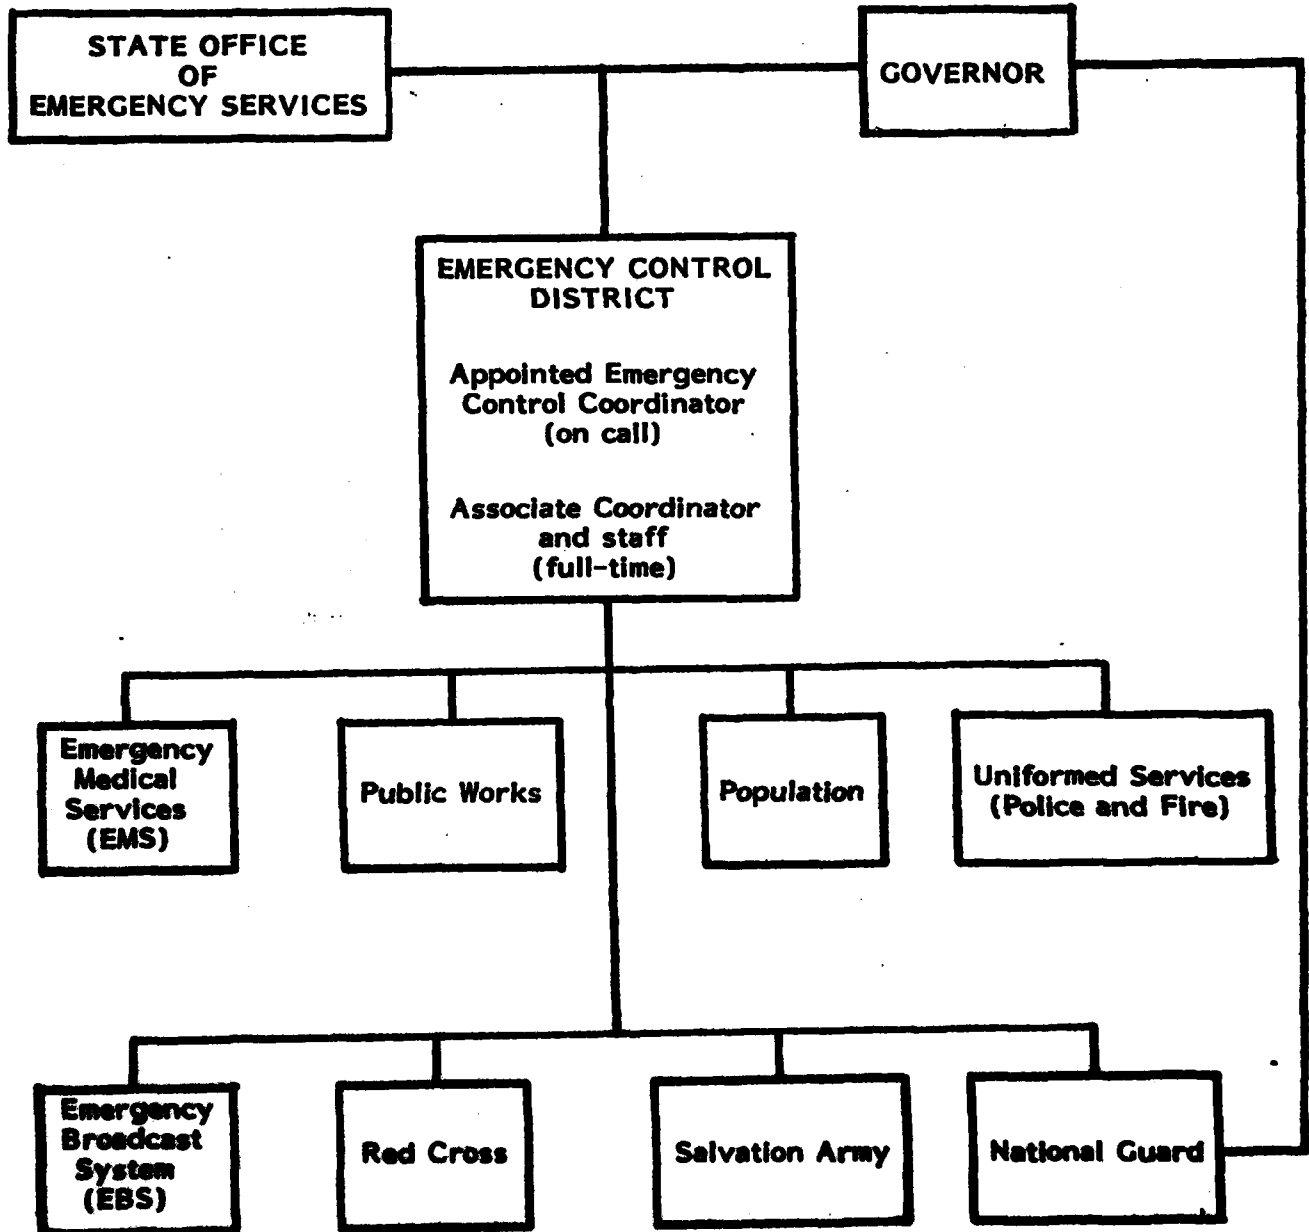 STATE OFFICE
OF
EMERGENCY SERVICES
GOVERNOR
EMERGENCY CONTROL
DISTRICT
Appointed Emergency
Control Coordinator
(on call)
Associate Coordinator
and staff
(full-time)
Emergency
Medical
Services
(EMS)
Public Works
Population
Uniformed Services
(Police and Fire)
Emergency
Broadcast
System
(EBS)
Red Cross
Salvation Army
National Guard